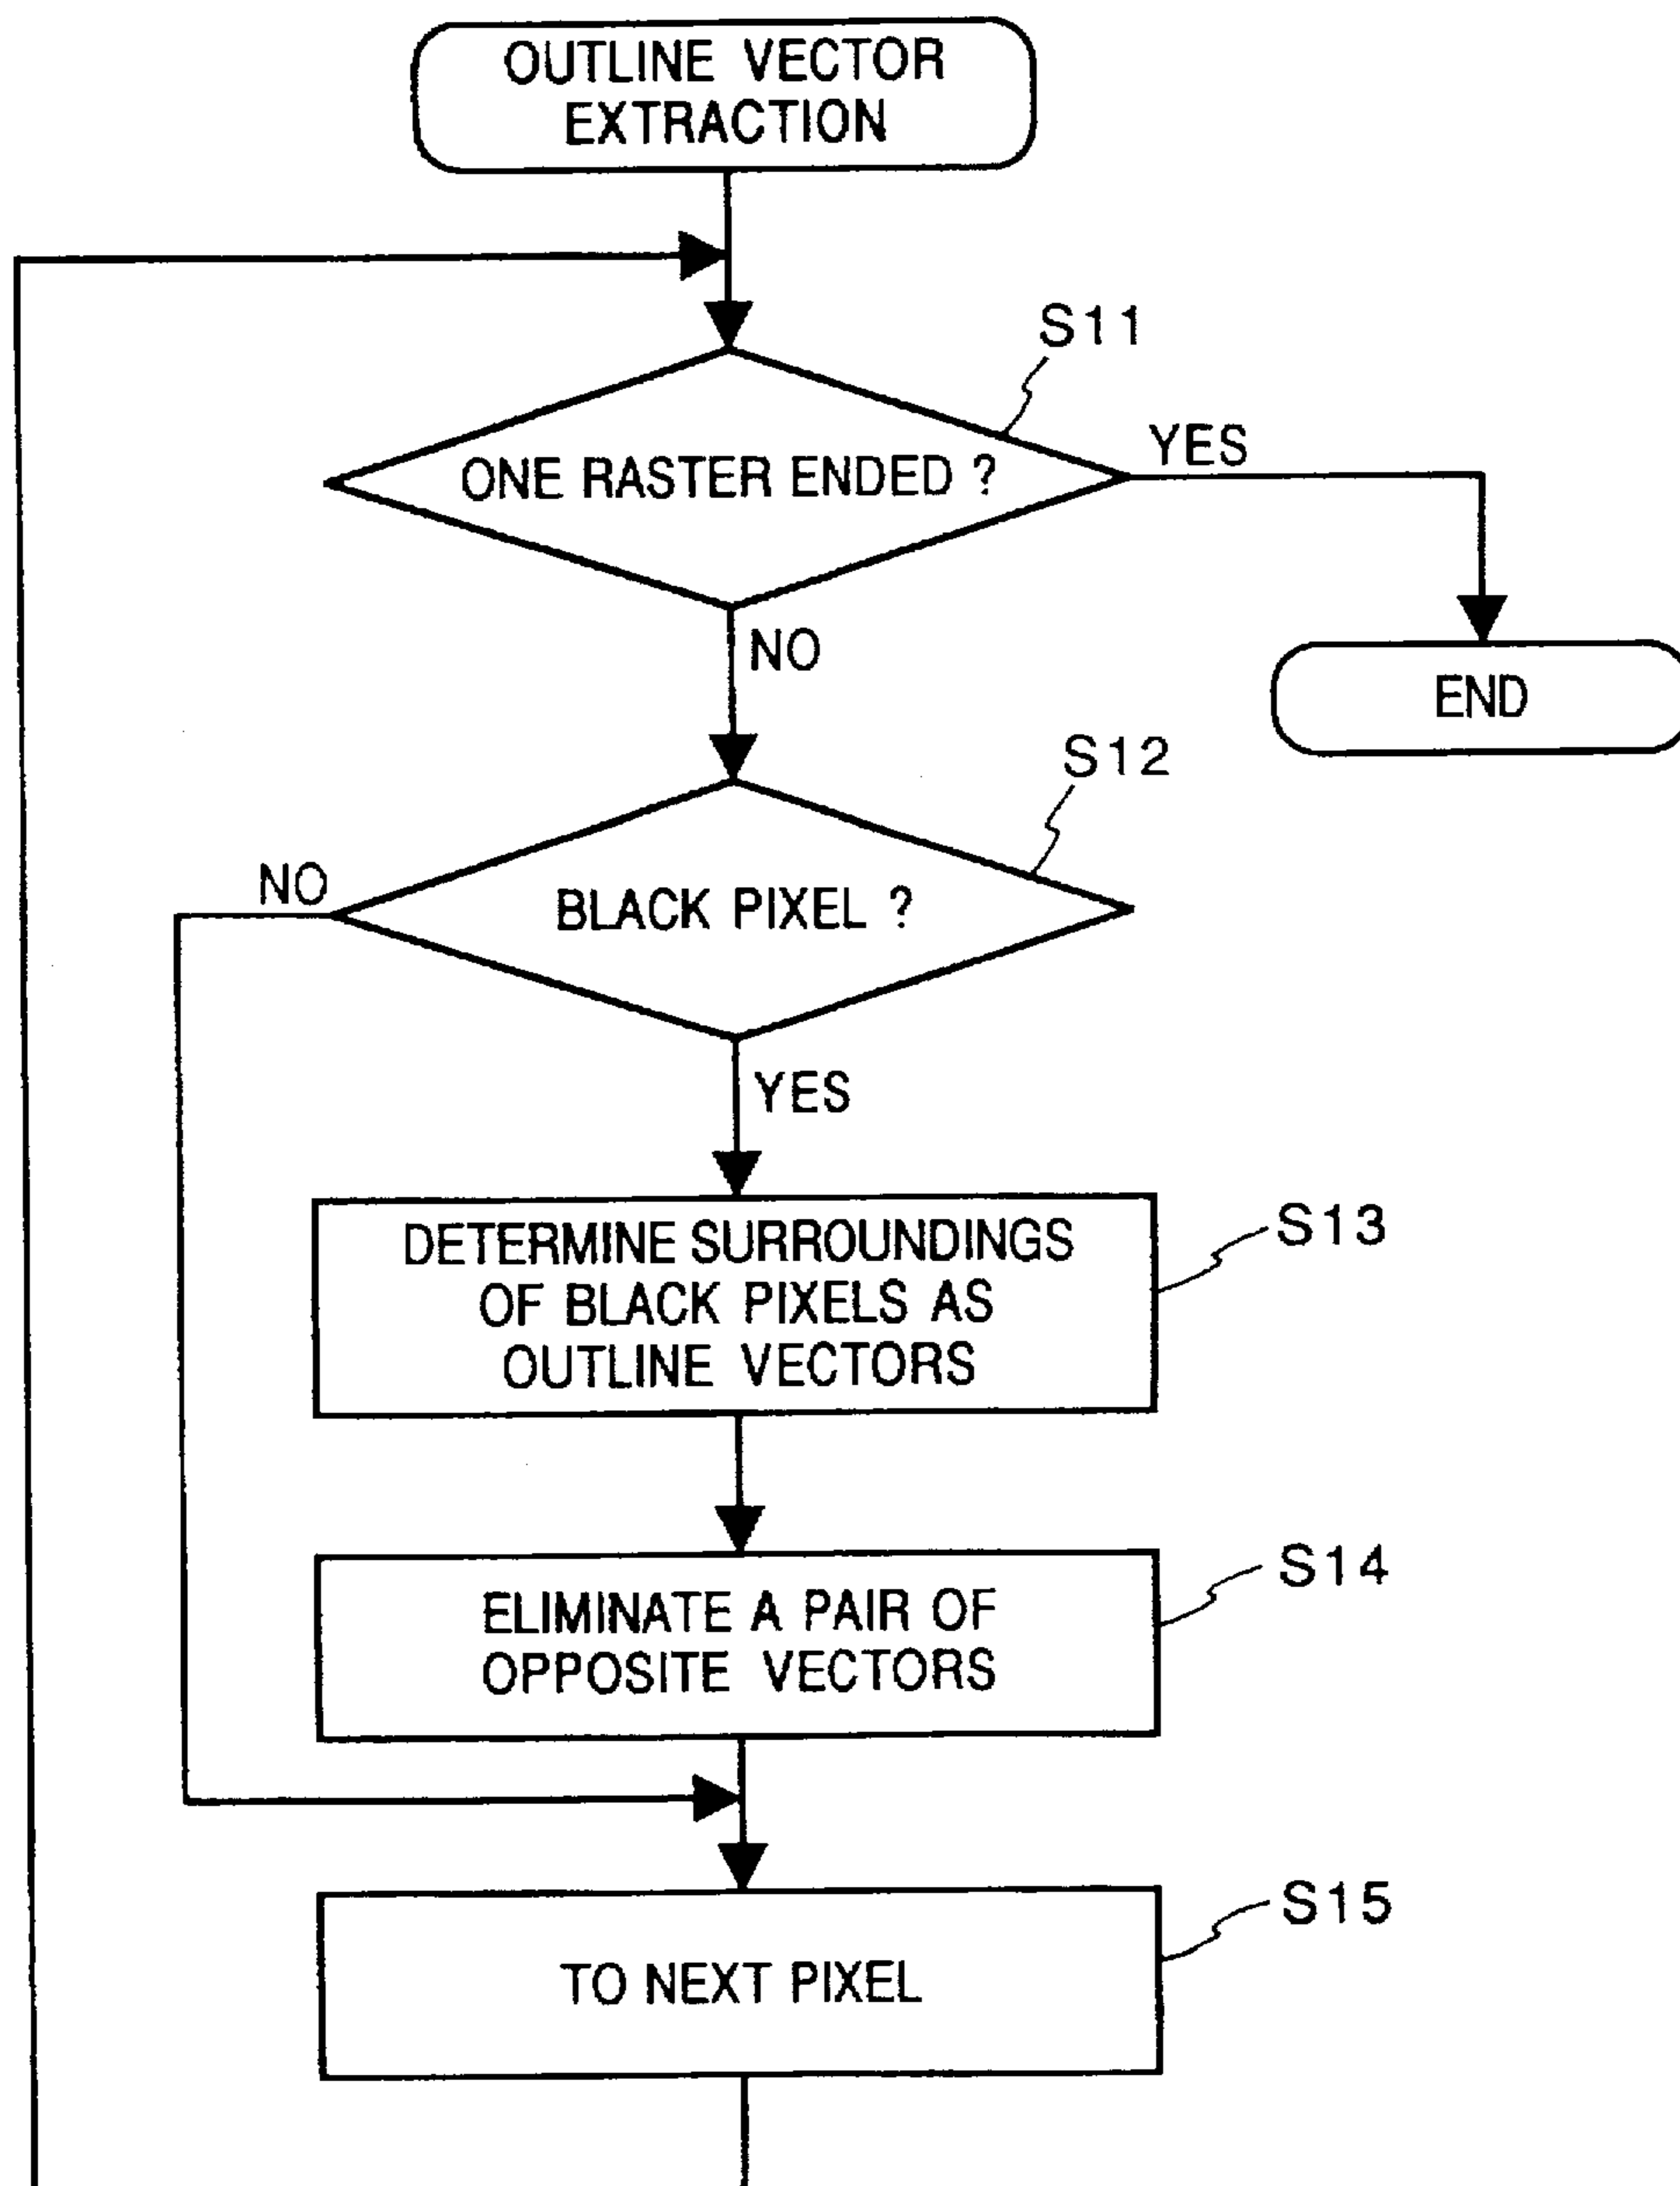 OUTLINE VECTOR
EXTRACTION
S11
ONE RASTER ENDED ?
YES
NO
END
S12
NO
BLACK PIXEL ?
YES
DETERMINE SURROUNDINGS
OF BLACK PIXELS AS
OUTLINE VECTORS
S13
ELIMINATE A PAIR OF
OPPOSITE VECTORS
S14
TO NEXT PIXEL
S15